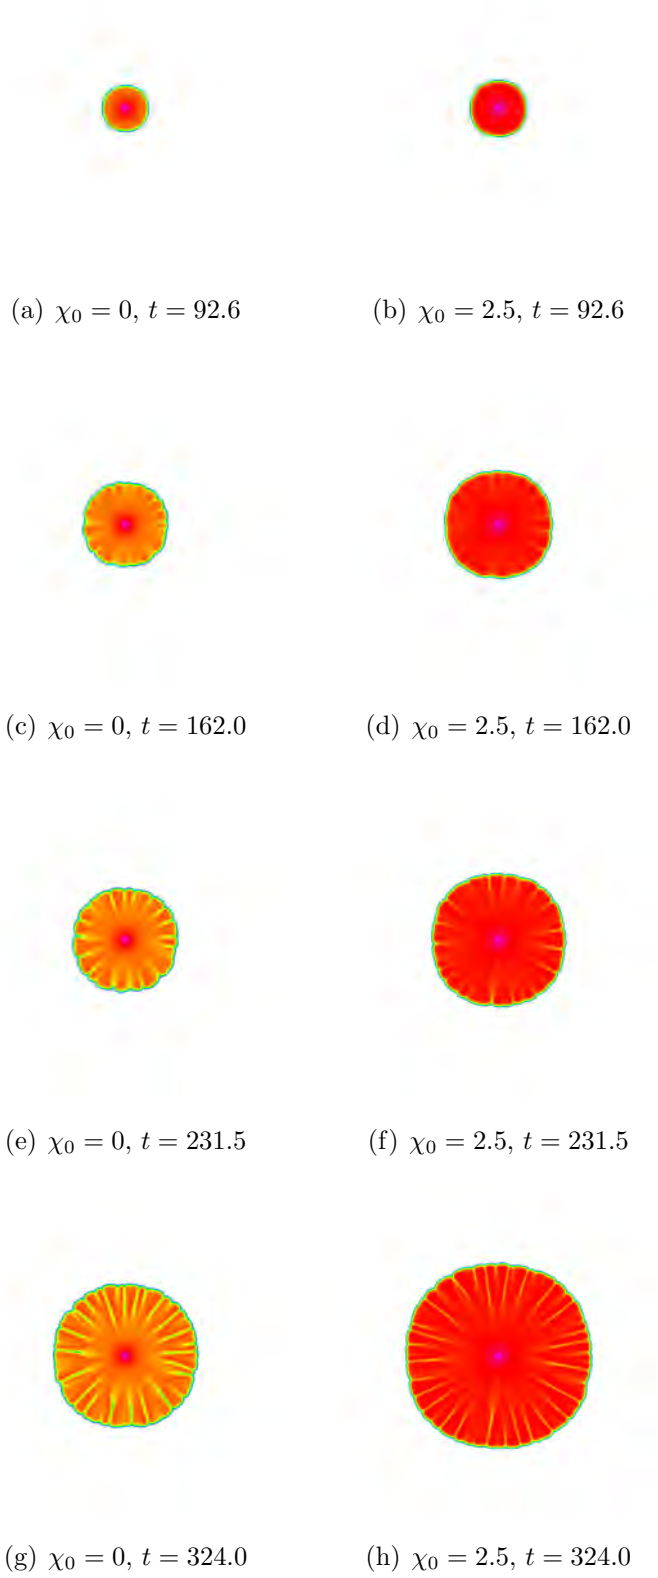 (a) χ₀ = 0, t = 92.6
(b) χ₀ = 2.5, t = 92.6
(c) χ₀ = 0, t = 162.0
(d) χ₀ = 2.5, t = 162.0
(e) χ₀ = 0, t = 231.5
(f) χ₀ = 2.5, t = 231.5
(g) χ₀ = 0, t = 324.0
(h) χ₀ = 2.5, t = 324.0